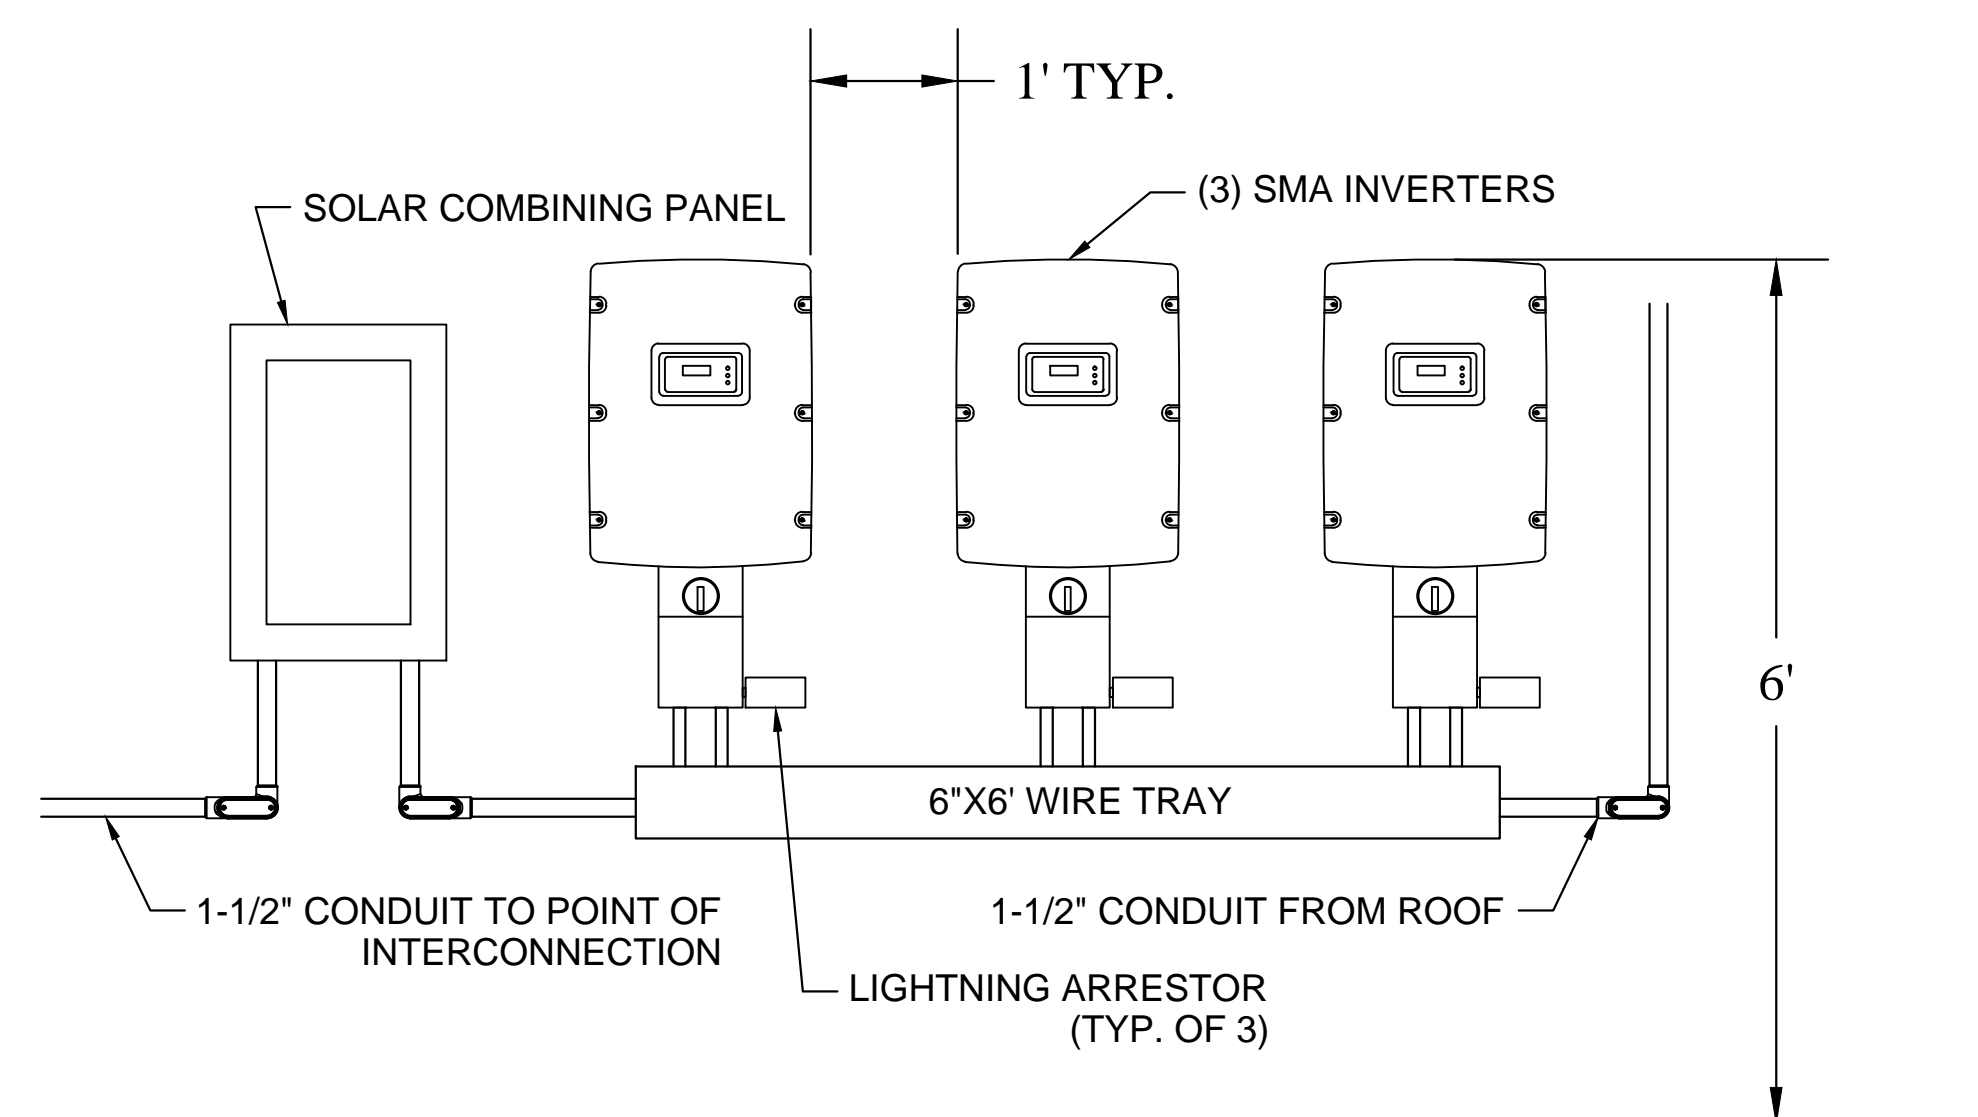 1' TYP.
(3) SMA INVERTERS
SOLAR COMBINING PANEL
6'
6"X6' WIRE TRAY
1-1/2" CONDUIT TO POINT OF
INTERCONNECTION
1-1/2" CONDUIT FROM ROOF
LIGHTNING ARRESTOR
(TYP. OF 3)